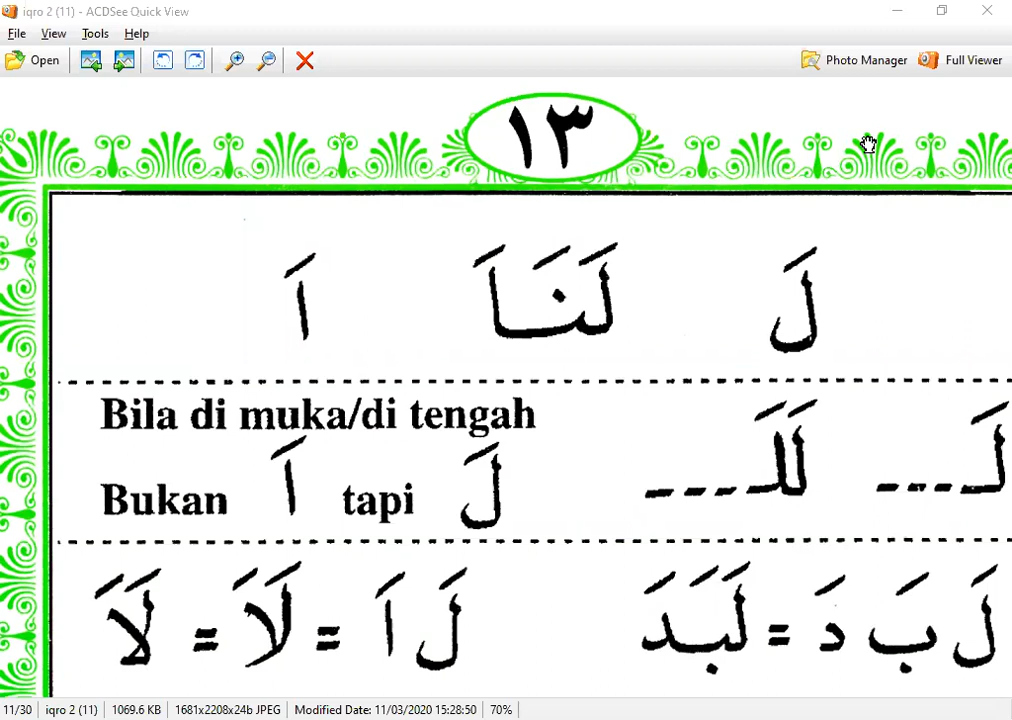 iqro 2 (11) - ACDSee Quick View
File View Tools Help
Open Photo Manager Full Viewer
١٣
لَ لَنَاَ اَ
Bila di muka/di tengah
لَـ--- لَلَـ---
Bukan اَ tapi لَ
لَ بَ دَ = لَبَدَ
لَ اَ = لَاَ = لَاَ
11/30 iqro 2 (11) 1069.6 KB 1681x2208x24b JPEG Modified Date: 11/03/2020 15:28:50 70%